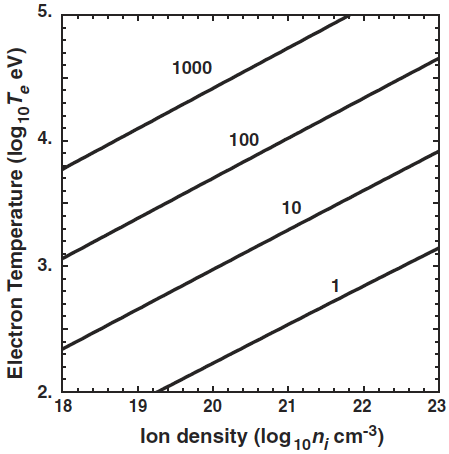 5.
4.
3.
2.
Electron Temperature (log₁₀Tₑ eV)
1000
100
10
1
18 19 20 21 22 23
Ion density (log₁₀nᵢ cm⁻³)